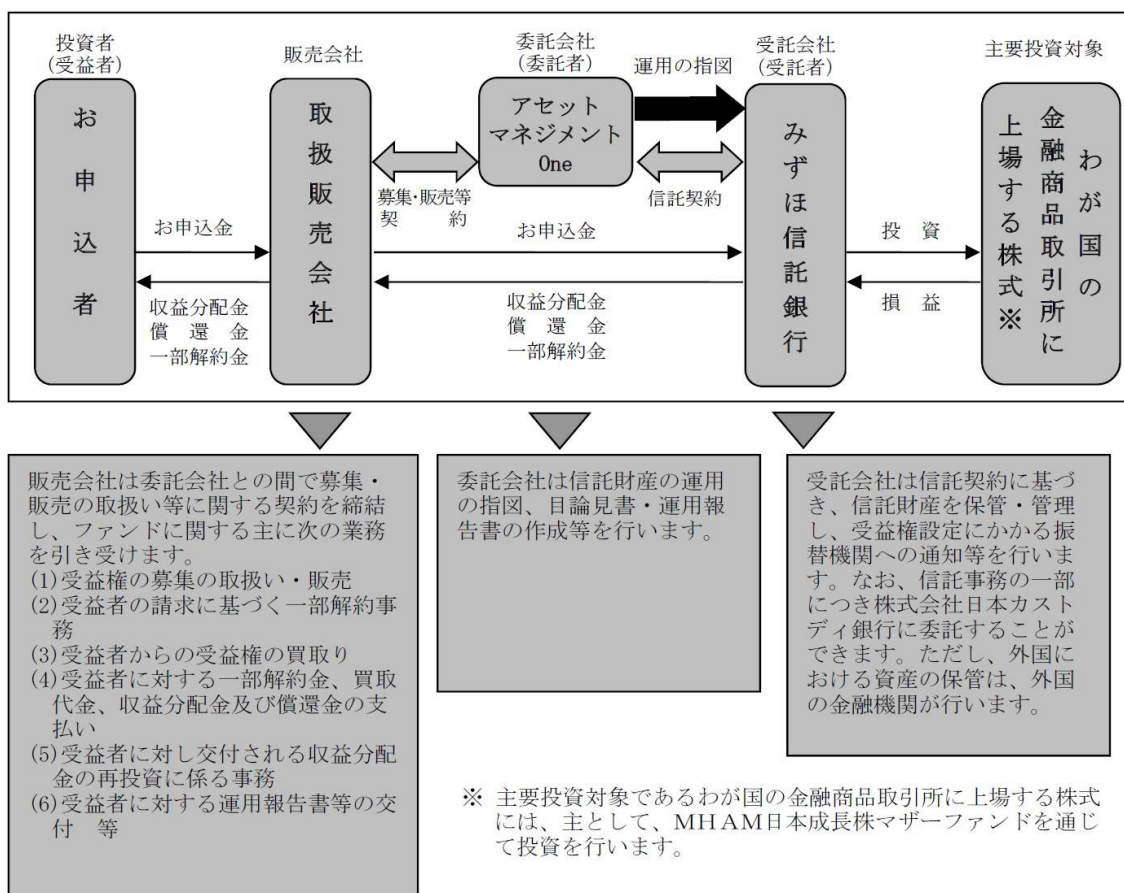 投資者
(受益者)
お申込者
販売会社
取扱販売会社
委託会社
(委託者)
アセット
マネジメント
One
運用の指図
受託会社
(受託者)
みずほ信託銀行
主要投資対象
わが国の
金融商品取引所に
上場する株式※
募集・販売等
契　　　約
信託契約
お申込金
収益分配金
償　還　金
一部解約金
お申込金
収益分配金
償　還　金
一部解約金
投　資
損　益
販売会社は委託会社との間で募集・
販売の取扱い等に関する契約を締結
し、ファンドに関する主に次の業務
を引き受けます。
(1)受益権の募集の取扱い・販売
(2)受益者の請求に基づく一部解約事
務
(3)受益者からの受益権の買取り
(4)受益者に対する一部解約金、買取
代金、収益分配金及び償還金の支
払い
(5)受益者に対し交付される収益分配
金の再投資に係る事務
(6)受益者に対する運用報告書等の交
付　等
委託会社は信託財産の運用
の指図、目論見書・運用報
告書の作成等を行います。
受託会社は信託契約に基づ
き、信託財産を保管・管理
し、受益権設定にかかる振
替機関への通知等を行いま
す。なお、信託事務の一部
につき株式会社日本カスト
ディ銀行に委託することが
できます。ただし、外国に
おける資産の保管は、外国
の金融機関が行います。
※ 主要投資対象であるわが国の金融商品取引所に上場する株式
には、主として、ＭＨＡＭ日本成長株マザーファンドを通じ
て投資を行います。